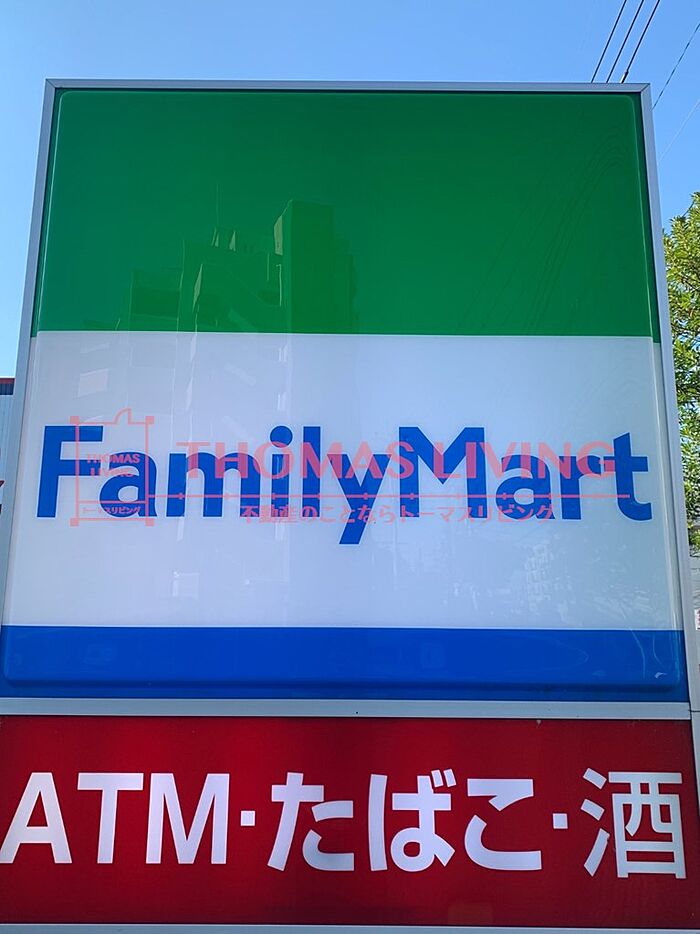 FamilyMart
THOMAS LIVING
THOMAS
LIVING
トーマスリビング
不動産のことならトーマスリビング
ATM・たばこ・酒